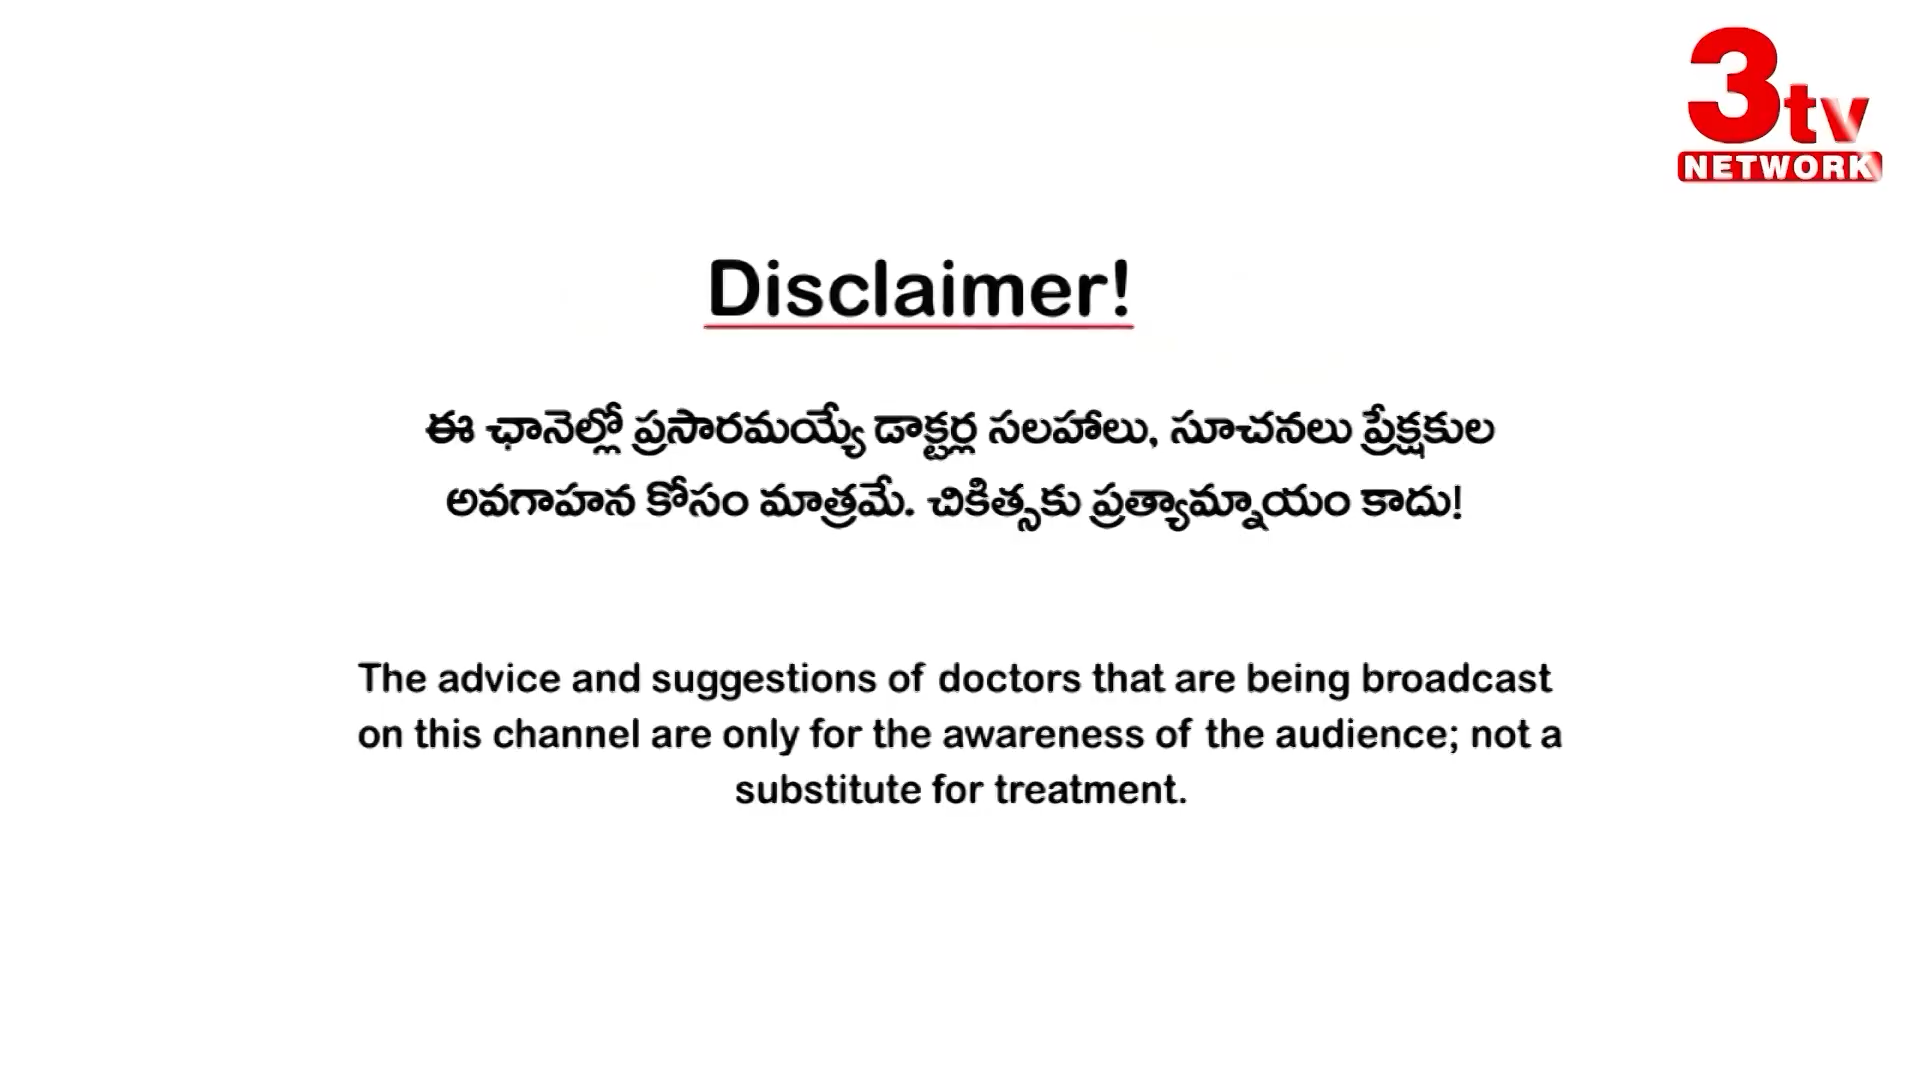 3tv
NETWORK
Disclaimer!
ఈ ఛానెల్లో ప్రసారమయ్యే డాక్టర్ల సలహాలు, సూచనలు ప్రేక్షకుల
అవగాహన కోసం మాత్రమే. చికిత్సకు ప్రత్యామ్నాయం కాదు!
The advice and suggestions of doctors that are being broadcast
on this channel are only for the awareness of the audience; not a
substitute for treatment.